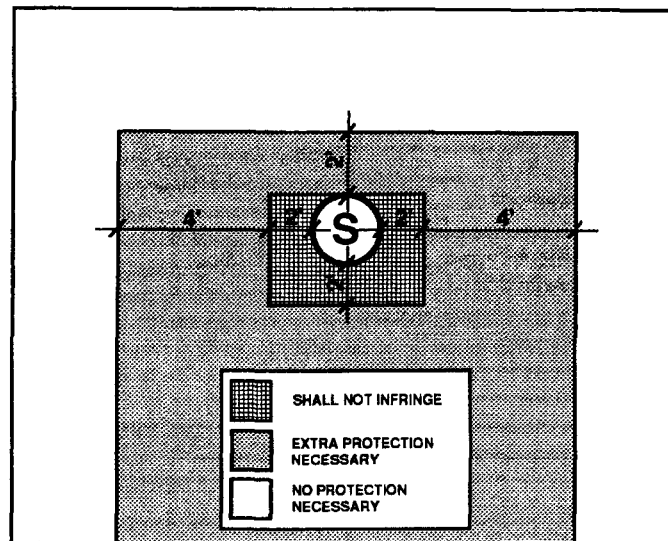 2'
4'
2'
S
2'
4'
2'
SHALL NOT INFRINGE
EXTRA PROTECTION
NECESSARY
NO PROTECTION
NECESSARY